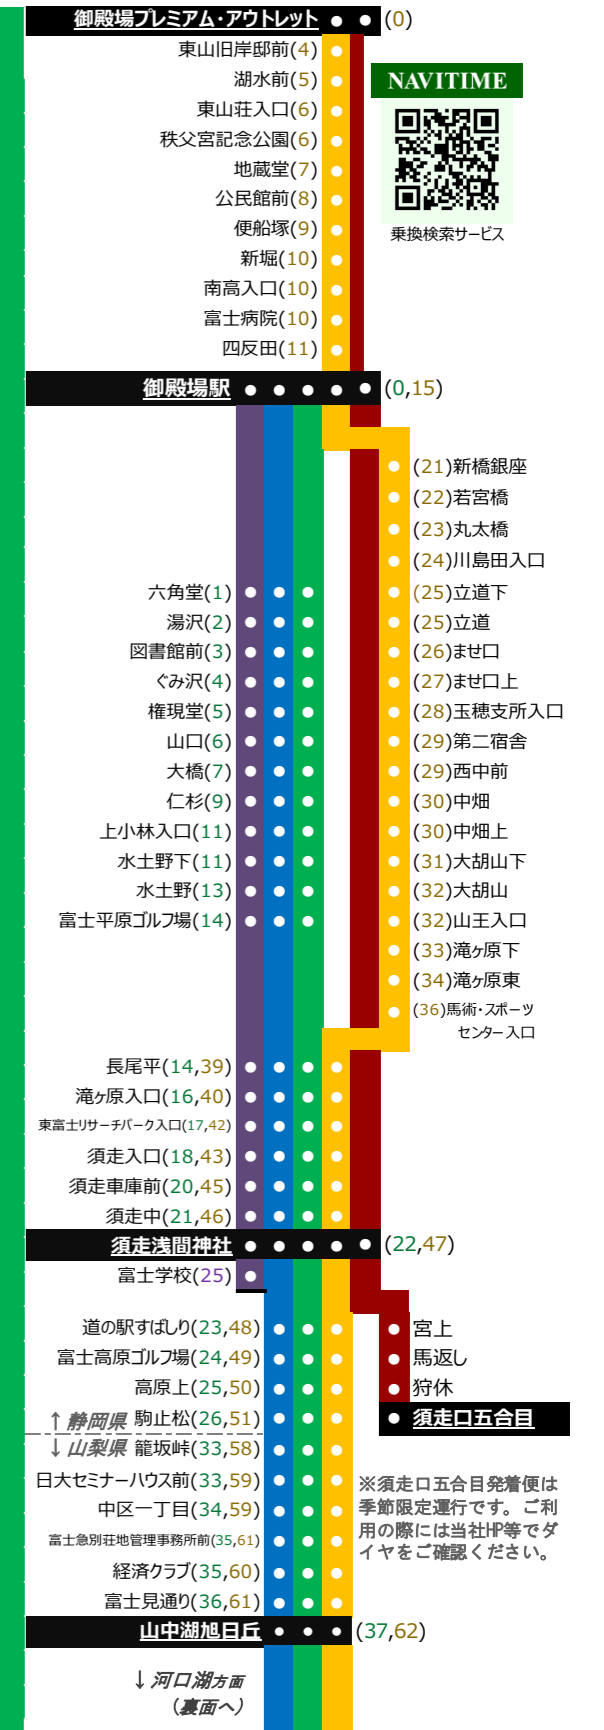 御殿場プレミアム・アウトレット (0)
東山旧岸邸前(4)
湖水前(5)
NAVITIME
東山荘入口(6)
秩父宮記念公園(6)
地蔵堂(7)
公民館前(8)
便船塚(9)
乗換検索サービス
新堀(10)
南高入口(10)
富士病院(10)
四反田(11)
御殿場駅 (0,15)
(21)新橋銀座
(22)若宮橋
(23)丸太橋
(24)川島田入口
六角堂(1) (25)立道下
湯沢(2) (25)立道
図書館前(3) (26)ませ口
ぐみ沢(4) (27)ませ口上
権現堂(5) (28)玉穂支所入口
山口(6) (29)第二宿舎
大橋(7) (29)西中前
仁杉(9) (30)中畑
上小林入口(11) (30)中畑上
水土野下(11) (31)大胡山下
水土野(13) (32)大胡山
富士平原ゴルフ場(14) (32)山王入口
(33)滝ヶ原下
(34)滝ヶ原東
(36)馬術・スポーツ
センター入口
長尾平(14,39)
滝ヶ原入口(16,40)
東富士リサーチパーク入口(17,42)
須走入口(18,43)
須走車庫前(20,45)
須走中(21,46)
須走浅間神社 (22,47)
富士学校(25)
道の駅すばしり(23,48) 宮上
富士高原ゴルフ場(24,49) 馬返し
高原上(25,50) 狩休
↑静岡県 駒止松(26,51) 須走口五合目
↓山梨県 籠坂峠(33,58)
日大セミナーハウス前(33,59)
中区一丁目(34,59)
富士急別荘地管理事務所前(35,61)
経済クラブ(35,60)
富士見通り(36,61)
※須走口五合目発着便は
季節限定運行です。ご利
用の際には当社HP等でダ
イヤをご確認ください。
山中湖旭日丘 (37,62)
↓河口湖方面
(裏面へ)